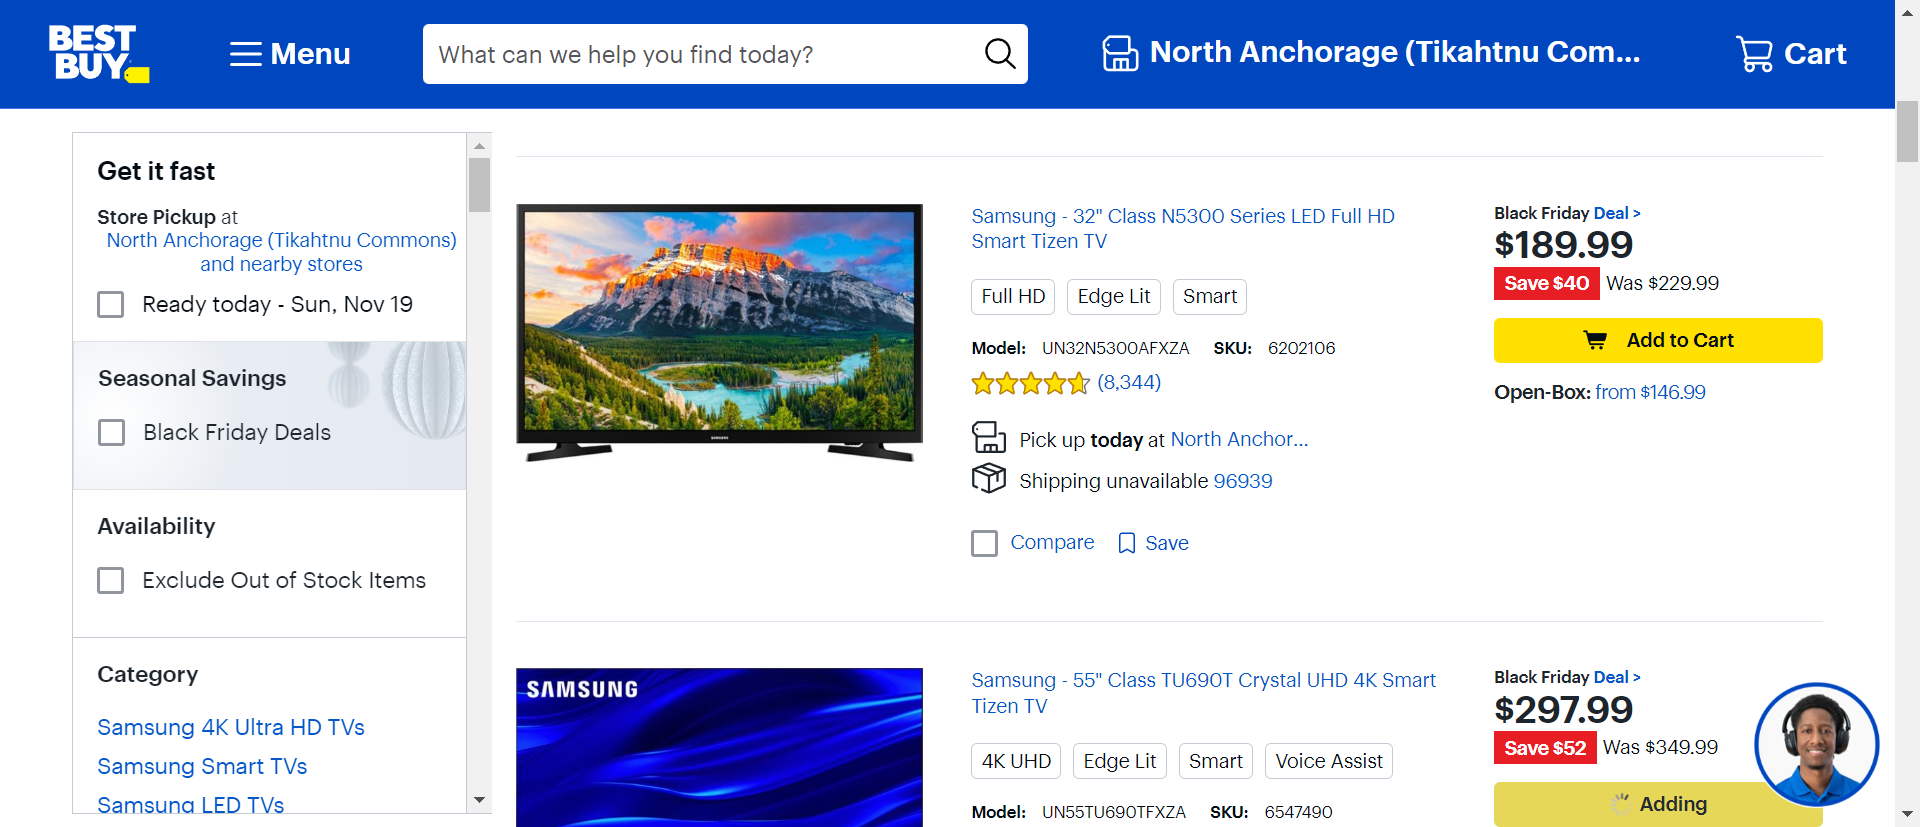 BEST
BUY
Menu
What can we help you find today?
North Anchorage (Tikahtnu Com...
Cart
Get it fast
Store Pickup at
North Anchorage (Tikahtnu Commons)
and nearby stores
Ready today - Sun, Nov 19
Seasonal Savings
Black Friday Deals
Availability
Exclude Out of Stock Items
Category
Samsung 4K Ultra HD TVs
Samsung Smart TVs
Samsung LED TVs
Samsung - 32" Class N5300 Series LED Full HD
Smart Tizen TV
Full HD
Edge Lit
Smart
Model: UN32N5300AFXZA SKU: 6202106
(8,344)
Pick up today at North Anchor...
Shipping unavailable 96939
Compare
Save
Black Friday Deal >
$189.99
Save $40 Was $229.99
Add to Cart
Open-Box: from $146.99
SAMSUNG
Samsung - 55" Class TU690T Crystal UHD 4K Smart
Tizen TV
4K UHD
Edge Lit
Smart
Voice Assist
Model: UN55TU690TFXZA SKU: 6547490
Black Friday Deal >
$297.99
Save $52 Was $349.99
Adding